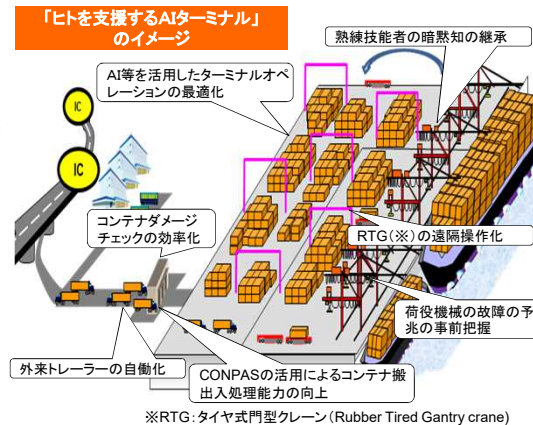 「ヒトを支援するAIターミナル」
のイメージ
熟練技能者の暗黙知の継承
AI等を活用したターミナルオペ
レーションの最適化
IC
IC
コンテナダメージ
チェックの効率化
RTG(※)の遠隔操作化
荷役機械の故障の予
兆の事前把握
外来トレーラーの自働化
CONPASの活用によるコンテナ搬
出入処理能力の向上
※RTG:タイヤ式門型クレーン(Rubber Tired Gantry crane)